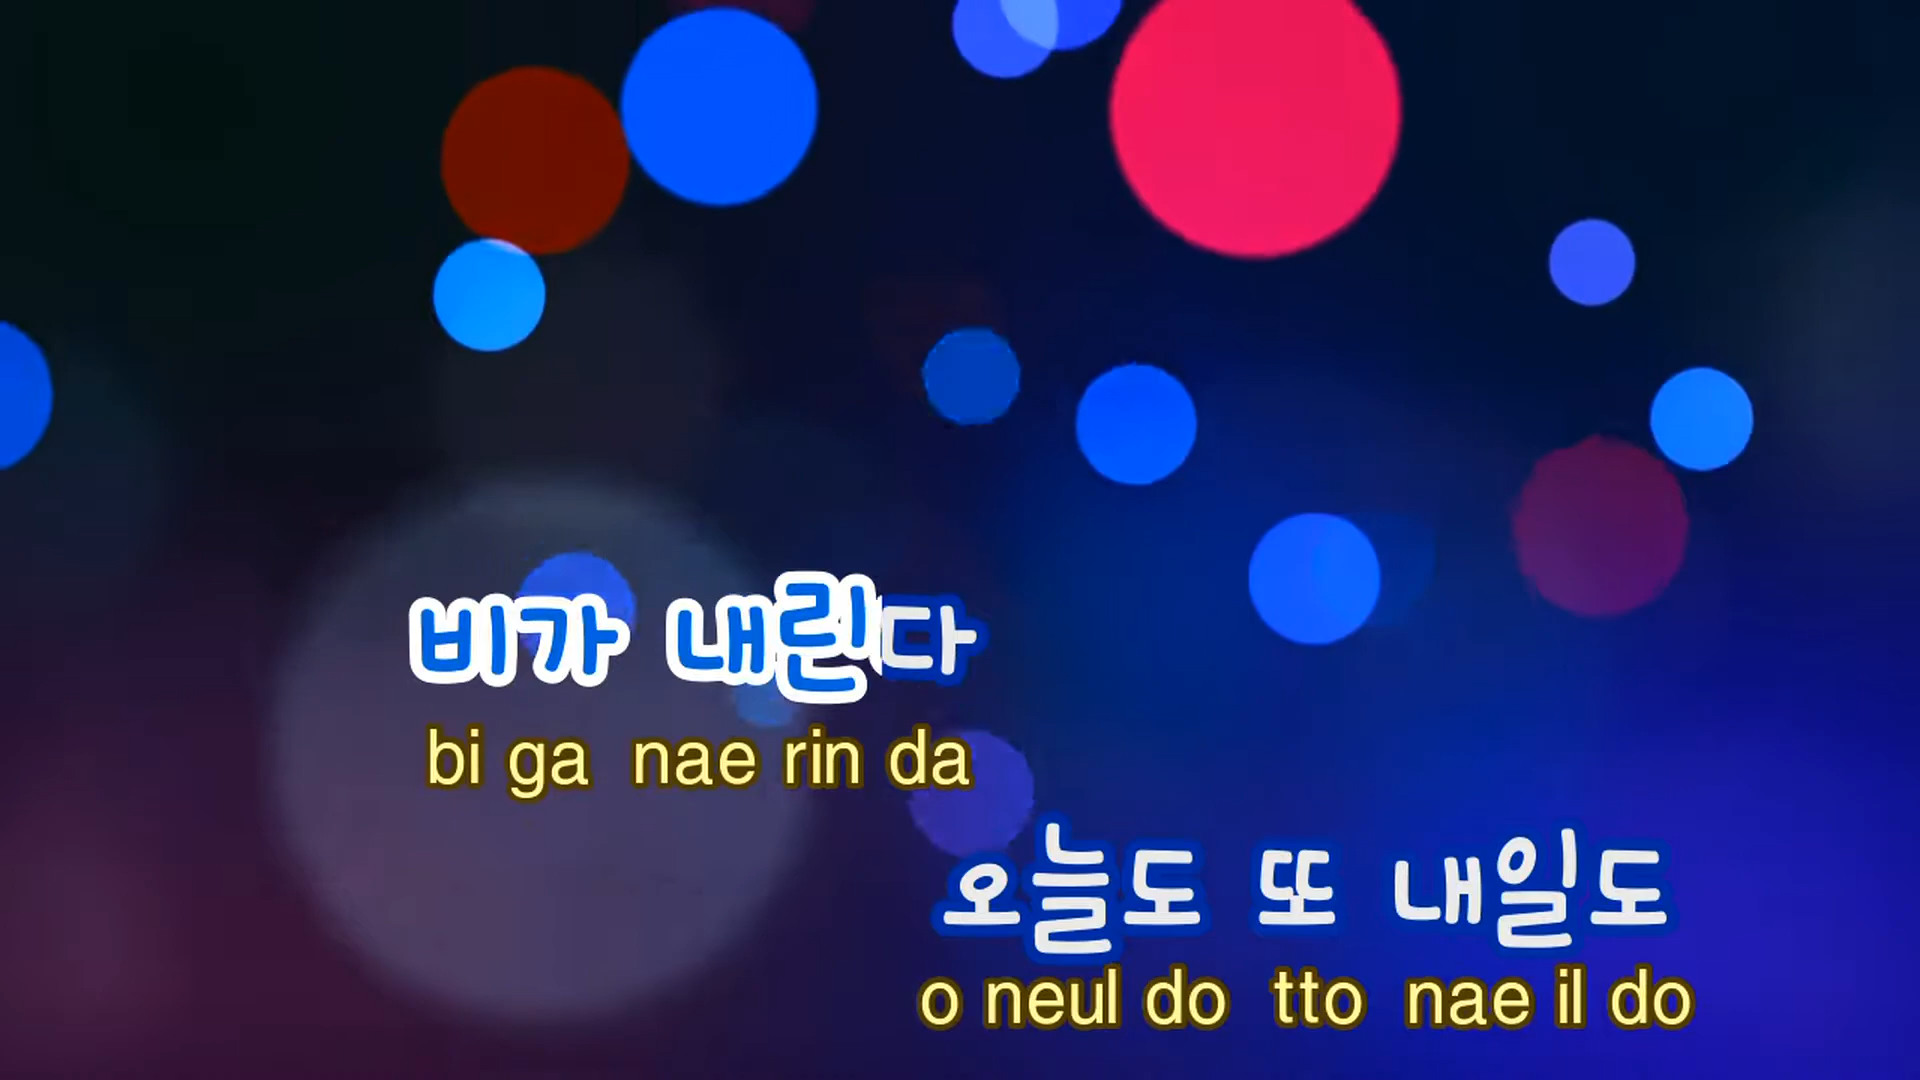 비가 내린다
bi ga nae rin da
오늘도 또 내일도
o neul do tto nae il do